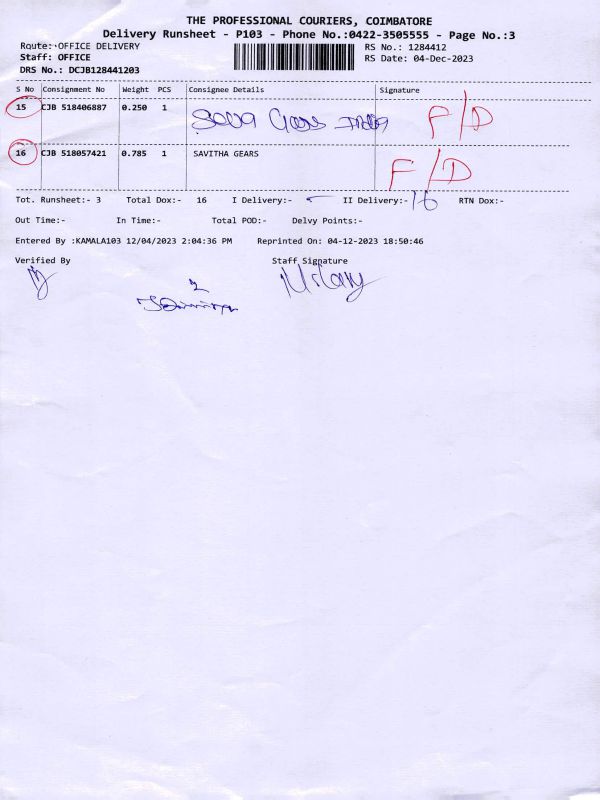 THE PROFESSIONAL COURIERS, COIMBATORE
Delivery Runsheet - P103 - Phone No.:0422-3505555 - Page No.:3
Route: OFFICE DELIVERY RS No.: 1284412
Staff: OFFICE RS Date: 04-Dec-2023
DRS No.: DCJB128441203
S No Consignment No Weight PCS Consignee Details Signature
15 CJB 518406887 0.250 1 F/D
16 CJB 518057421 0.785 1 SAVITHA GEARS F/D
Tot. Runsheet:- 3 Total Dox:- 16 I Delivery:- II Delivery:- 16 RTN Dox:-
Out Time:- In Time:- Total POD:- Delvy Points:-
Entered By :KAMALA103 12/04/2023 2:04:36 PM Reprinted On: 04-12-2023 18:50:46
Verified By Staff Signature